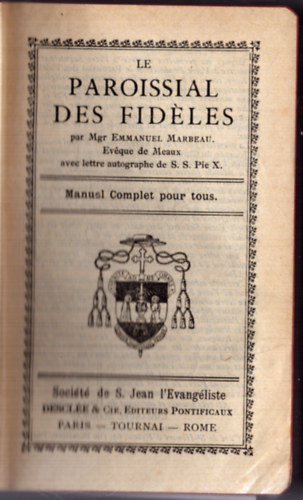 LE
PAROISSIAL
DES FIDÈLES
par Mgr EMMANUEL MARBEAU.
Evêque de Meaux
avec lettre autographe de S. S. Pie X.
Manuel Complet pour tous.
Société de S. Jean l'Evangéliste
DESCLÉE & Cie, EDITEURS PONTIFICAUX
PARIS — TOURNAI — ROME